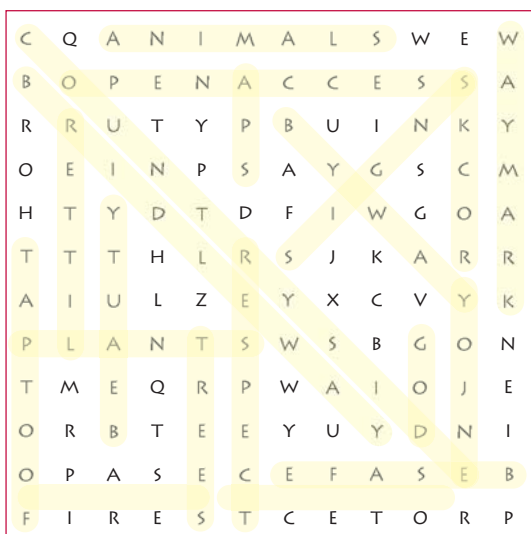 C Q A N I M A L S W E W
B O P E N A C C E S S A
R R U T Y P B U I N K Y
O E I N P S A Y G S C M
H T Y D T D F I W G O A
T T T H L R S J K A R R
A I U L Z E Y X C V Y K
P L A N T S W S B G O N
T M E Q R P W A I O J E
O R B T E E Y U Y D N I
O P A S E C E F A S E B
F I R E S T C E T O R P